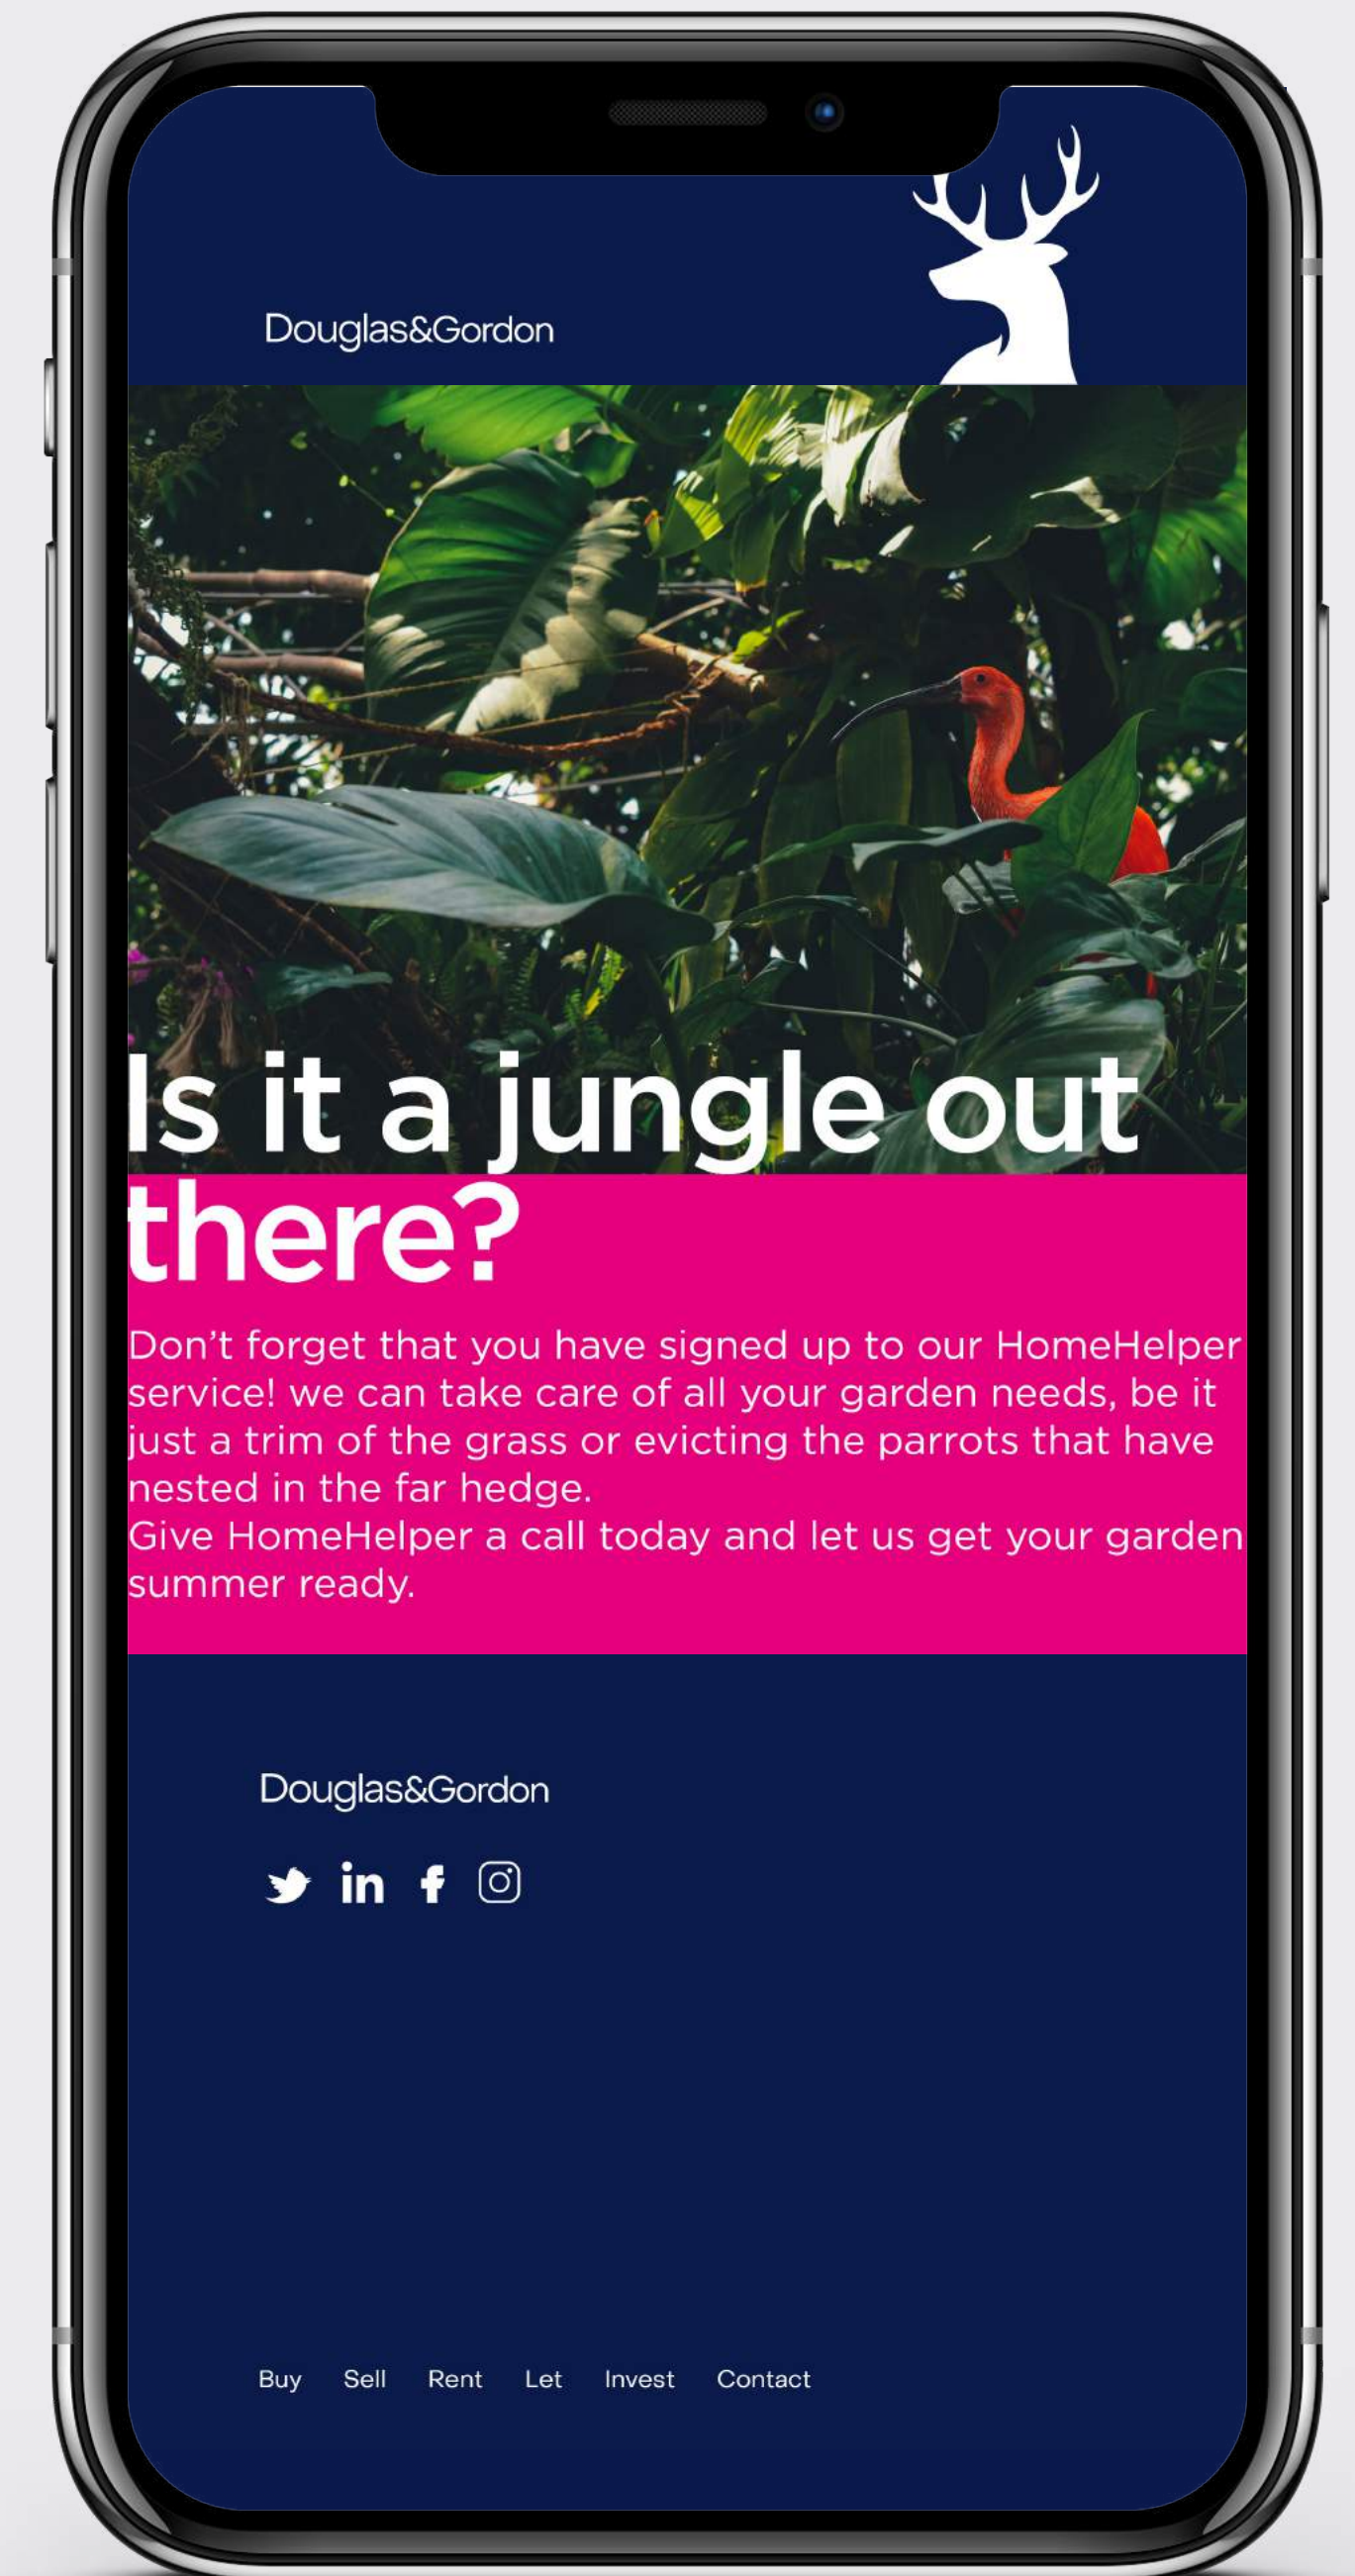 Douglas&Gordon
Is it a jungle out
there?
Don’t forget that you have signed up to our HomeHelper
service! we can take care of all your garden needs, be it
just a trim of the grass or evicting the parrots that have
nested in the far hedge.
Give HomeHelper a call today and let us get your garden
summer ready.
Douglas&Gordon
in f
Buy Sell Rent Let Invest Contact